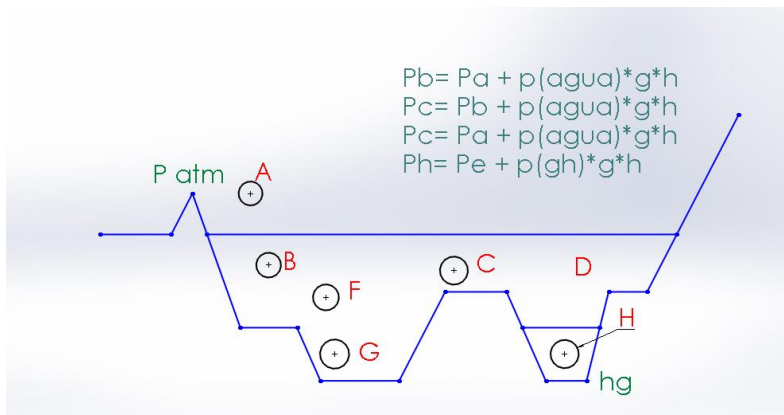 Pb= Pa + p(agua)*g*h
Pc= Pb + p(agua)*g*h
Pc= Pa + p(agua)*g*h
Ph= Pe + p(gh)*g*h
P atm
A
B
C
D
F
G
H
hg